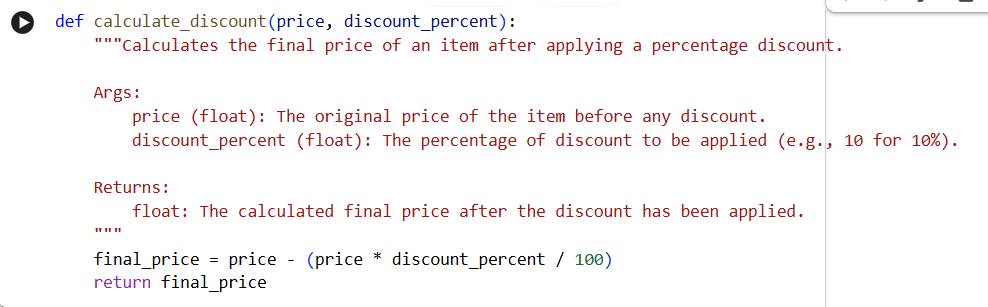 def calculate_discount(price, discount_percent):
    """Calculates the final price of an item after applying a percentage discount.
    Args:
        price (float): The original price of the item before any discount.
        discount_percent (float): The percentage of discount to be applied (e.g., 10 for 10%).
    Returns:
        float: The calculated final price after the discount has been applied.
    """
    final_price = price - (price * discount_percent / 100)
    return final_price